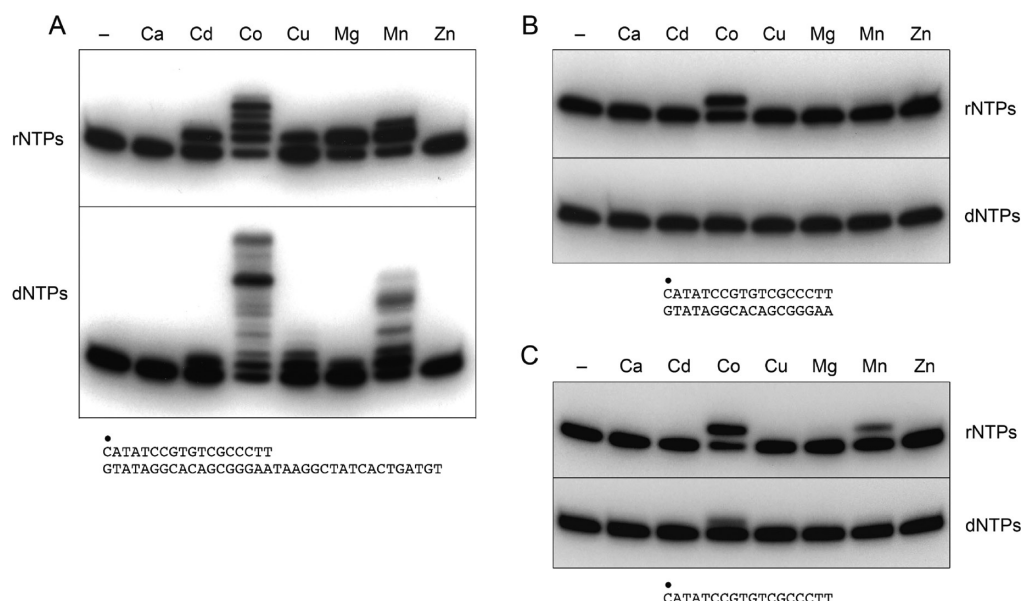 A
– Ca Cd Co Cu Mg Mn Zn
rNTPs
dNTPs
CATATCCGTGTCGCCCTT
GTATAGGCACAGCGGGAATAAGGCTATCACTGATGT
B
– Ca Cd Co Cu Mg Mn Zn
rNTPs
dNTPs
CATATCCGTGTCGCCCTT
GTATAGGCACAGCGGGAA
C
– Ca Cd Co Cu Mg Mn Zn
rNTPs
dNTPs
CATATCCGTGTCGCCCTT